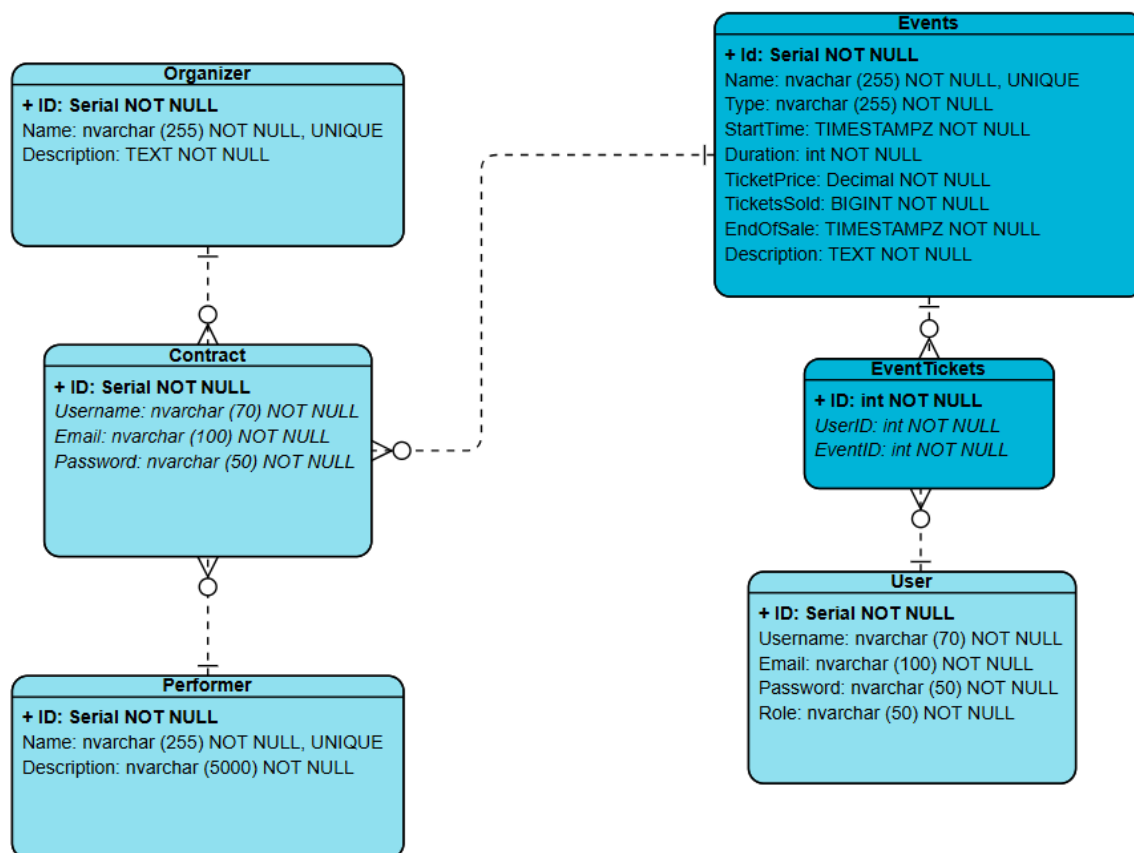 Organizer
+ ID: Serial NOT NULL
Name: nvarchar (255) NOT NULL, UNIQUE
Description: TEXT NOT NULL
Events
+ Id: Serial NOT NULL
Name: nvachar (255) NOT NULL, UNIQUE
Type: nvarchar (255) NOT NULL
StartTime: TIMESTAMPZ NOT NULL
Duration: int NOT NULL
TicketPrice: Decimal NOT NULL
TicketsSold: BIGINT NOT NULL
EndOfSale: TIMESTAMPZ NOT NULL
Description: TEXT NOT NULL
Contract
+ ID: Serial NOT NULL
Username: nvarchar (70) NOT NULL
Email: nvarchar (100) NOT NULL
Password: nvarchar (50) NOT NULL
EventTickets
+ ID: int NOT NULL
UserID: int NOT NULL
EventID: int NOT NULL
Performer
+ ID: Serial NOT NULL
Name: nvarchar (255) NOT NULL, UNIQUE
Description: nvarchar (5000) NOT NULL
User
+ ID: Serial NOT NULL
Username: nvarchar (70) NOT NULL
Email: nvarchar (100) NOT NULL
Password: nvarchar (50) NOT NULL
Role: nvarchar (50) NOT NULL